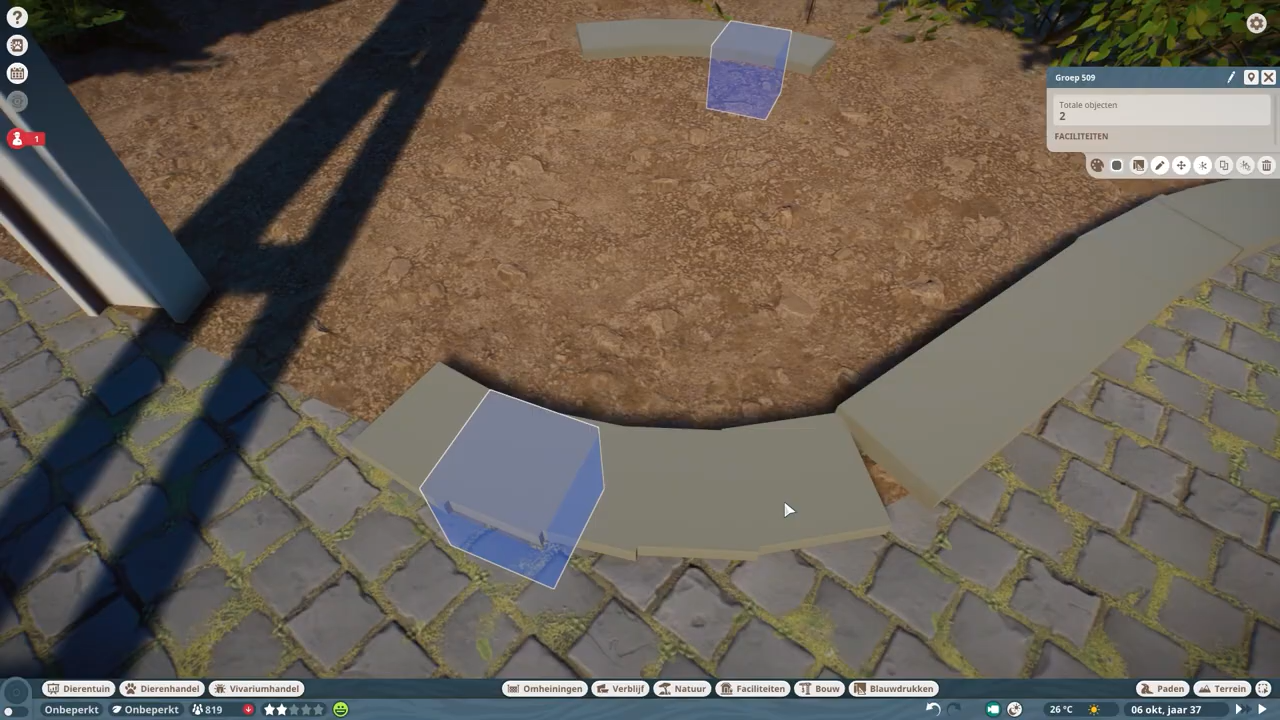 ?
Groep 509
Totale objecten
2
FACILITEITEN
1
Dierentuin
Dierenhandel
Vivariumhandel
Omheiningen
Verblijf
Natuur
Faciliteiten
Bouw
Blauwdrukken
Paden
Terrein
Onbeperkt
Onbeperkt
819
26 °C
06 okt, jaar 37